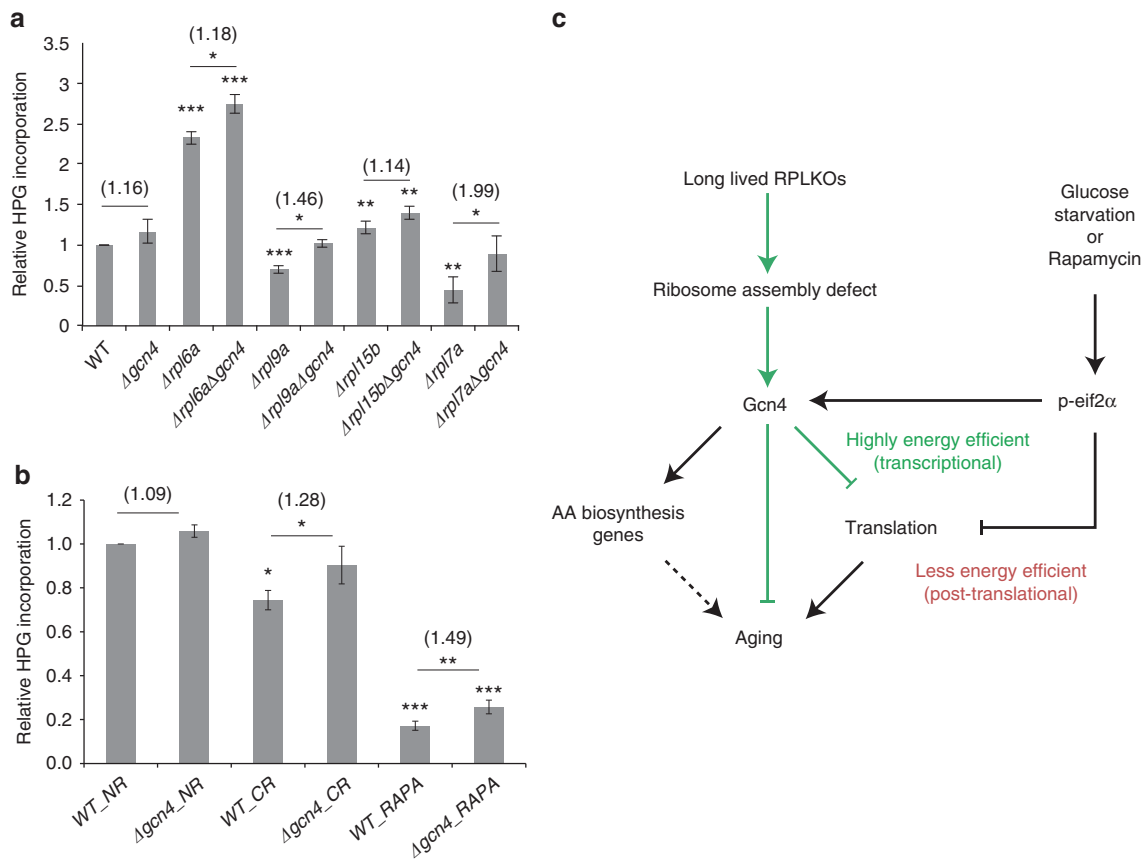 a
Relative HPG incorporation
3.5
3
2.5
2
1.5
1
0.5
0
(1.16)
(1.18)
*
***
***
(1.46)
*
***
(1.14)
**
**
(1.99)
*
**
WT
Δgcn4
Δrpl6a
Δrpl6aΔgcn4
Δrpl9a
Δrpl9aΔgcn4
Δrpl15b
Δrpl15bΔgcn4
Δrpl7a
Δrpl7aΔgcn4
b
Relative HPG incorporation
1.2
1.0
0.8
0.6
0.4
0.2
0.0
(1.09)
(1.28)
*
*
(1.49)
**
***
***
WT_NR
Δgcn4_NR
WT_CR
Δgcn4_CR
WT_RAPA
Δgcn4_RAPA
c
Long lived RPLKOs
Glucose
starvation
or
Rapamycin
Ribosome assembly defect
Gcn4
p-eif2α
Highly energy efficient
(transcriptional)
AA biosynthesis
genes
Translation
Less energy efficient
(post-translational)
Aging